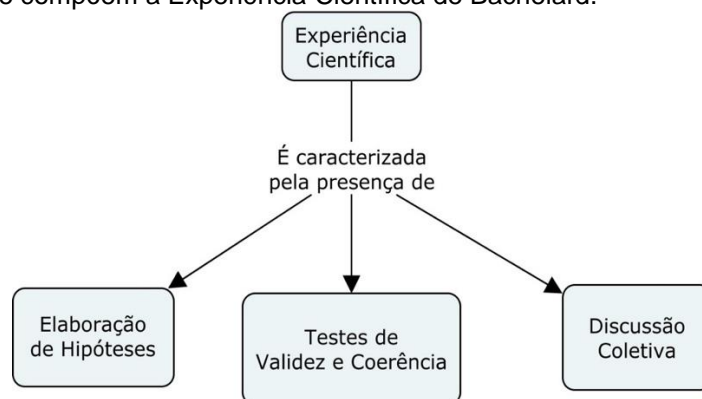 compõem a Experiência Científica de Bachelard.
Experiência
Científica
É caracterizada
pela presença de
Elaboração
de Hipóteses
Testes de
Validez e Coerência
Discussão
Coletiva